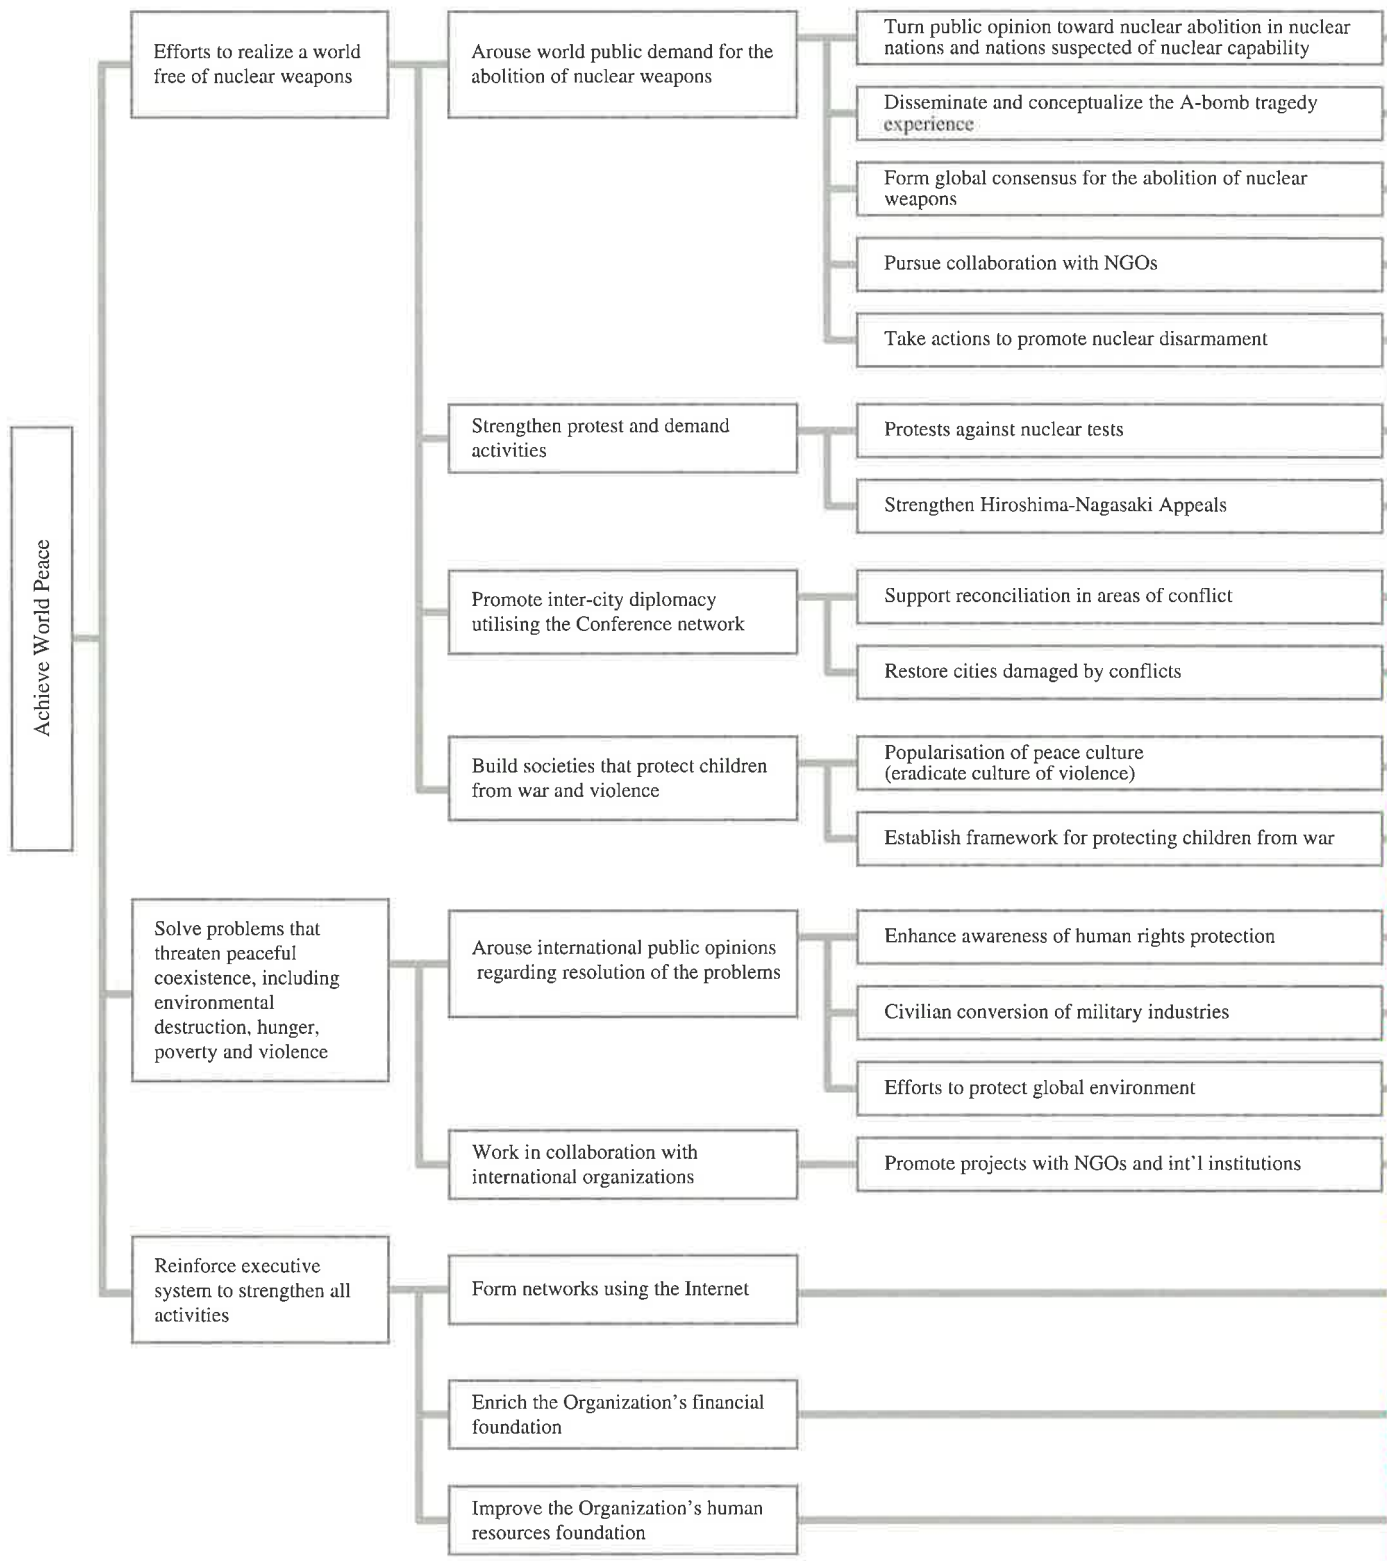 Achieve World Peace
Efforts to realize a world
free of nuclear weapons
Arouse world public demand for the
abolition of nuclear weapons
Turn public opinion toward nuclear abolition in nuclear
nations and nations suspected of nuclear capability
Disseminate and conceptualize the A-bomb tragedy
experience
Form global consensus for the abolition of nuclear
weapons
Pursue collaboration with NGOs
Take actions to promote nuclear disarmament
Strengthen protest and demand
activities
Protests against nuclear tests
Strengthen Hiroshima-Nagasaki Appeals
Promote inter-city diplomacy
utilising the Conference network
Support reconciliation in areas of conflict
Restore cities damaged by conflicts
Build societies that protect children
from war and violence
Popularisation of peace culture
(eradicate culture of violence)
Establish framework for protecting children from war
Solve problems that
threaten peaceful
coexistence, including
environmental
destruction, hunger,
poverty and violence
Arouse international public opinions
regarding resolution of the problems
Enhance awareness of human rights protection
Civilian conversion of military industries
Efforts to protect global environment
Work in collaboration with
international organizations
Promote projects with NGOs and int'l institutions
Reinforce executive
system to strengthen all
activities
Form networks using the Internet
Enrich the Organization's financial
foundation
Improve the Organization's human
resources foundation